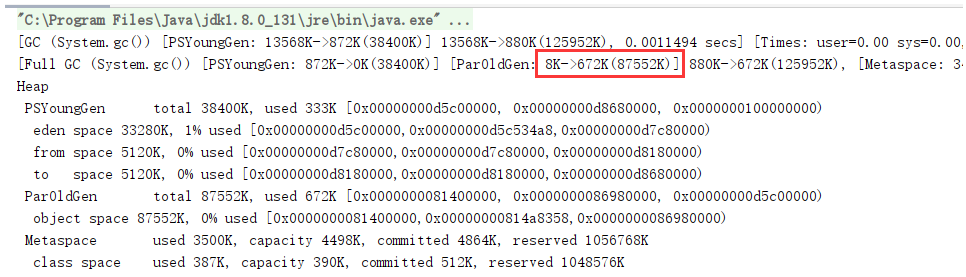 "C:\Program Files\Java\jdk1.8.0_131\jre\bin\java.exe" ...
[GC (System.gc()) [PSYoungGen: 13568K->872K(38400K)] 13568K->880K(125952K), 0.0011494 secs] [Times: user=0.00 sys=0.00,
[Full GC (System.gc()) [PSYoungGen: 872K->0K(38400K)] [ParOldGen: 8K->672K(87552K)] 880K->672K(125952K), [Metaspace: 34
Heap
PSYoungGen      total 38400K, used 333K [0x00000000d5c00000, 0x00000000d8680000, 0x0000000100000000)
eden space 33280K, 1% used [0x00000000d5c00000,0x00000000d5c534a8,0x00000000d7c80000)
from space 5120K, 0% used [0x00000000d7c80000,0x00000000d7c80000,0x00000000d8180000)
to   space 5120K, 0% used [0x00000000d8180000,0x00000000d8180000,0x00000000d8680000)
ParOldGen       total 87552K, used 672K [0x0000000081400000, 0x0000000086980000, 0x00000000d5c00000)
object space 87552K, 0% used [0x0000000081400000,0x00000000814a8358,0x0000000086980000)
Metaspace       used 3500K, capacity 4498K, committed 4864K, reserved 1056768K
class space    used 387K, capacity 390K, committed 512K, reserved 1048576K